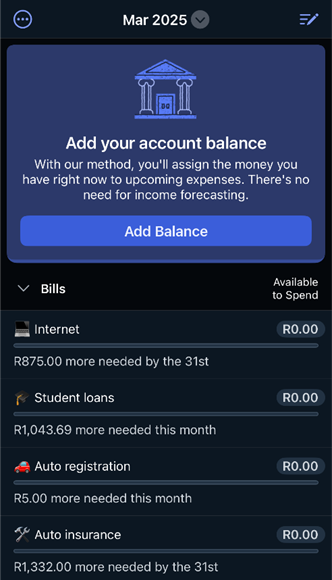 Mar 2025
Add your account balance
With our method, you'll assign the money you
have right now to upcoming expenses. There's no
need for income forecasting.
Add Balance
Bills
Available
to Spend
Internet
R0.00
R875.00 more needed by the 31st
Student loans
R0.00
R1,043.69 more needed this month
Auto registration
R0.00
R5.00 more needed this month
Auto insurance
R0.00
R1,332.00 more needed by the 31st